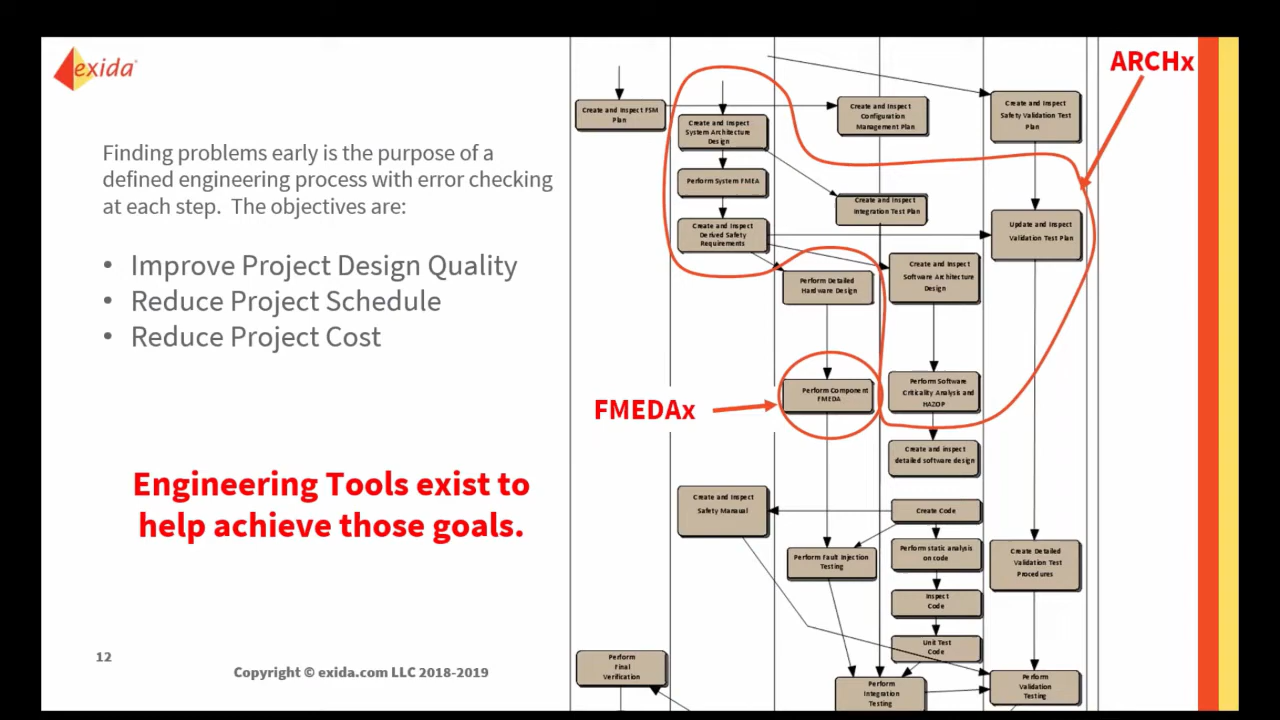 exida
Finding problems early is the purpose of a
defined engineering process with error checking
at each step. The objectives are:
• Improve Project Design Quality
• Reduce Project Schedule
• Reduce Project Cost
Engineering Tools exist to
help achieve those goals.
12
Copyright © exida.com LLC 2018-2019
ARCHx
FMEDAx
Create and Inspect FSM
Plan
Create and Inspect
System Architecture
Design
Create and Inspect
Configuration
Management Plan
Create and Inspect
Safety Validation Test
Plan
Perform System FMEA
Create and Inspect
Integration Test Plan
Create and Inspect
Derived Safety
Requirements
Update and Inspect
Validation Test Plan
Perform Detailed
Hardware Design
Create and Inspect
Software Architecture
Design
Perform Component
FMEDA
Perform Software
Criticality Analysis and
HAZOP
Create and inspect
detailed software design
Create and Inspect
Safety Manaual
Create Code
Perform Fault Injection
Testing
Perform static analysis
on code
Create Detailed
Validation Test
Procedures
Inspect
Code
Unit Test
Code
Perform
Final
Verification
Perform
Integration
Testing
Perform
Validation
Testing